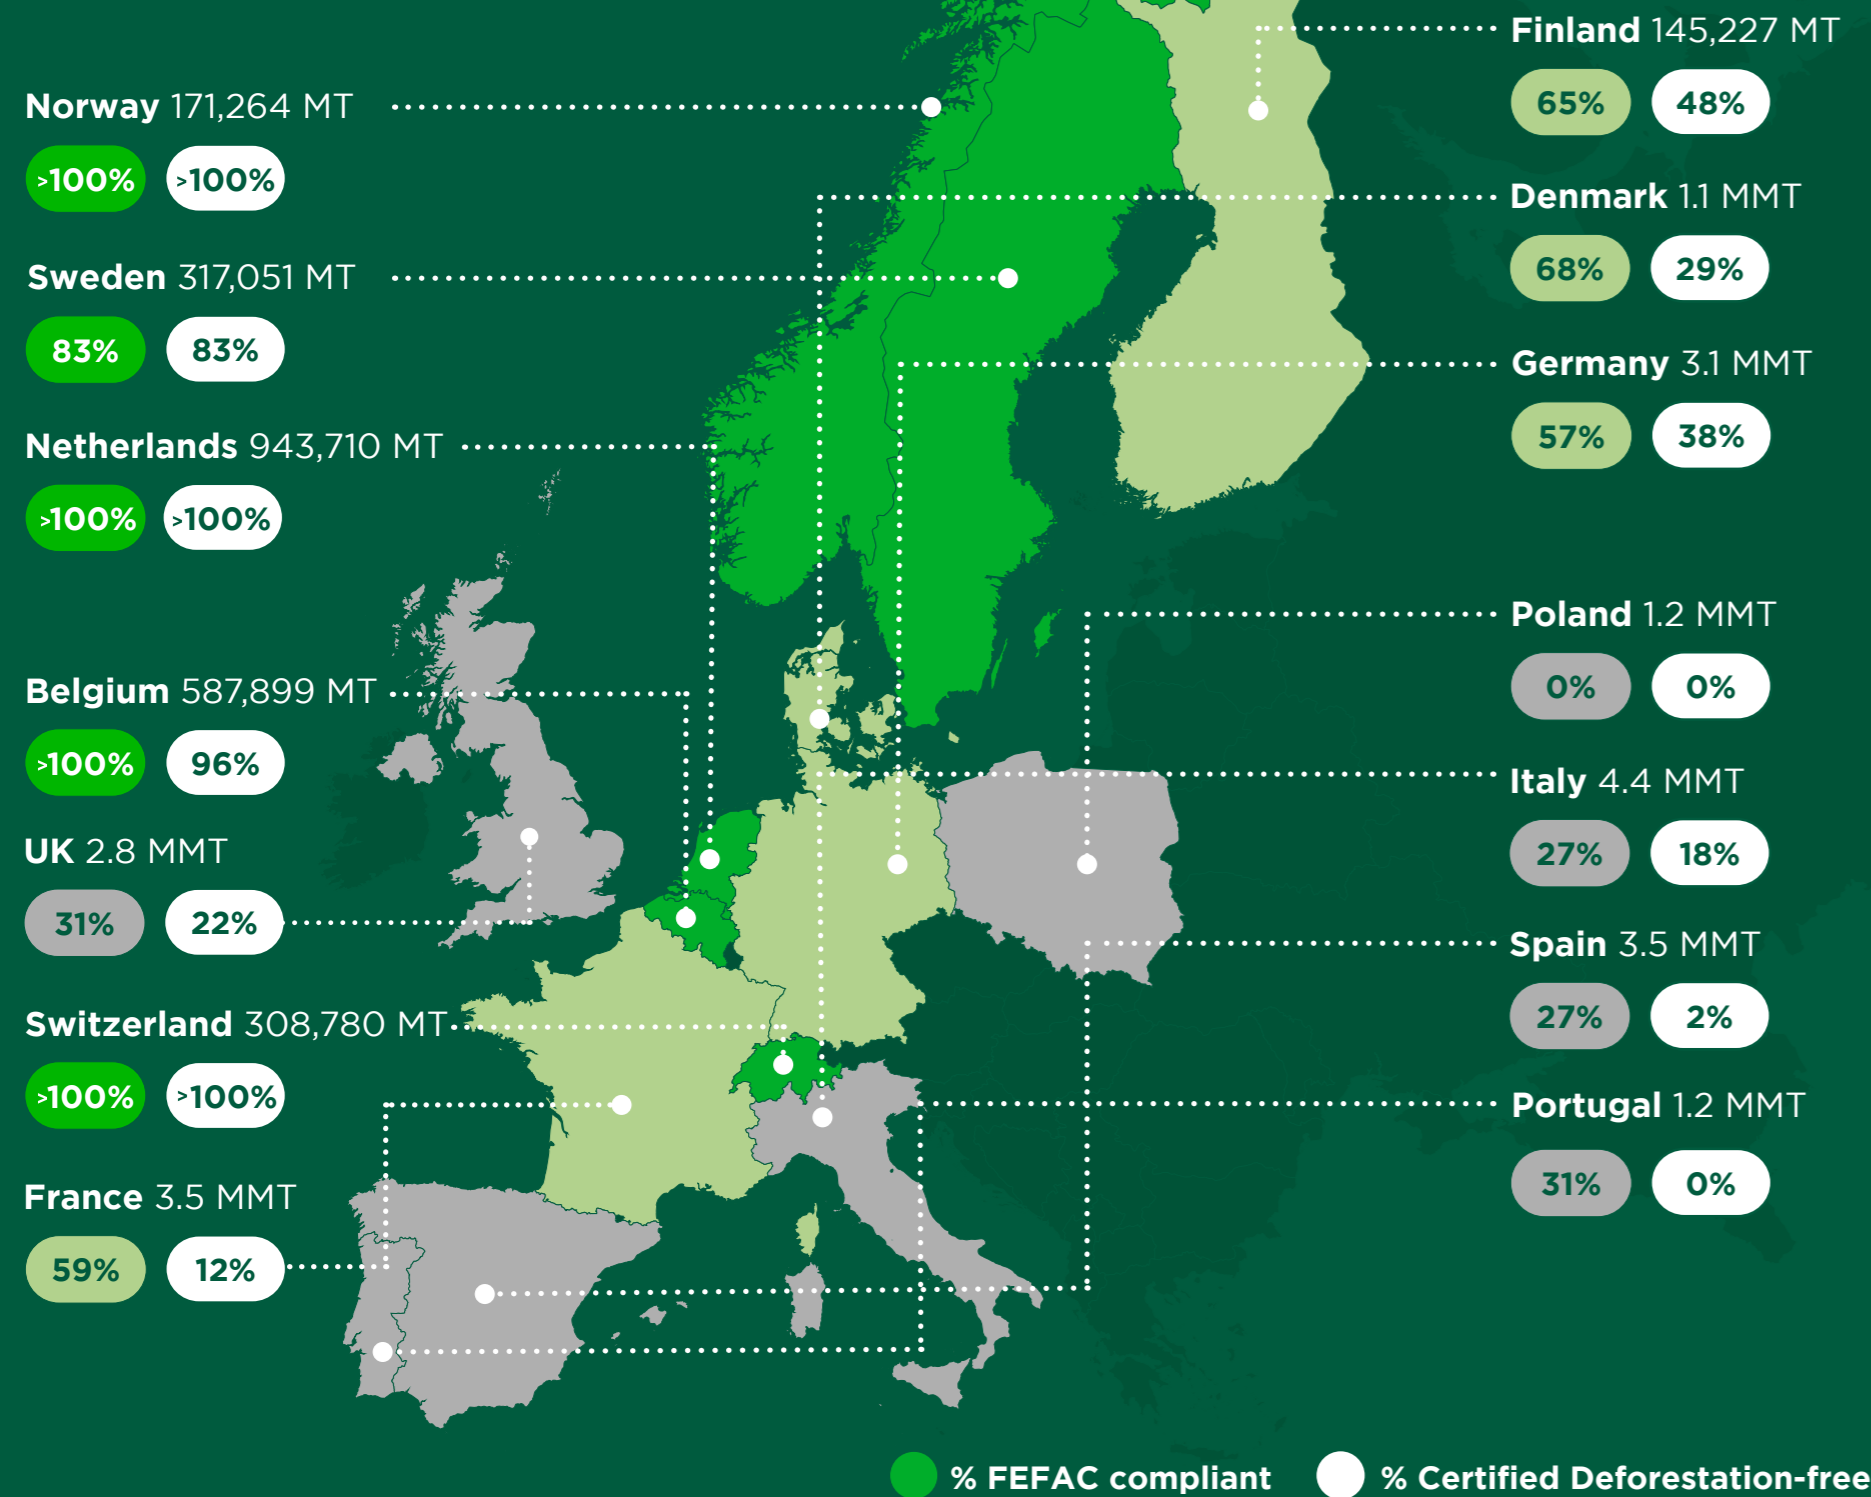 Norway 171,264 MT
>100% >100%
Sweden 317,051 MT
83% 83%
Netherlands 943,710 MT
>100% >100%
Belgium 587,899 MT
>100% 96%
UK 2.8 MMT
31% 22%
Switzerland 308,780 MT
>100% >100%
France 3.5 MMT
59% 12%
Finland 145,227 MT
65% 48%
Denmark 1.1 MMT
68% 29%
Germany 3.1 MMT
57% 38%
Poland 1.2 MMT
0% 0%
Italy 4.4 MMT
27% 18%
Spain 3.5 MMT
27% 2%
Portugal 1.2 MMT
31% 0%
% FEFAC compliant % Certified Deforestation-free